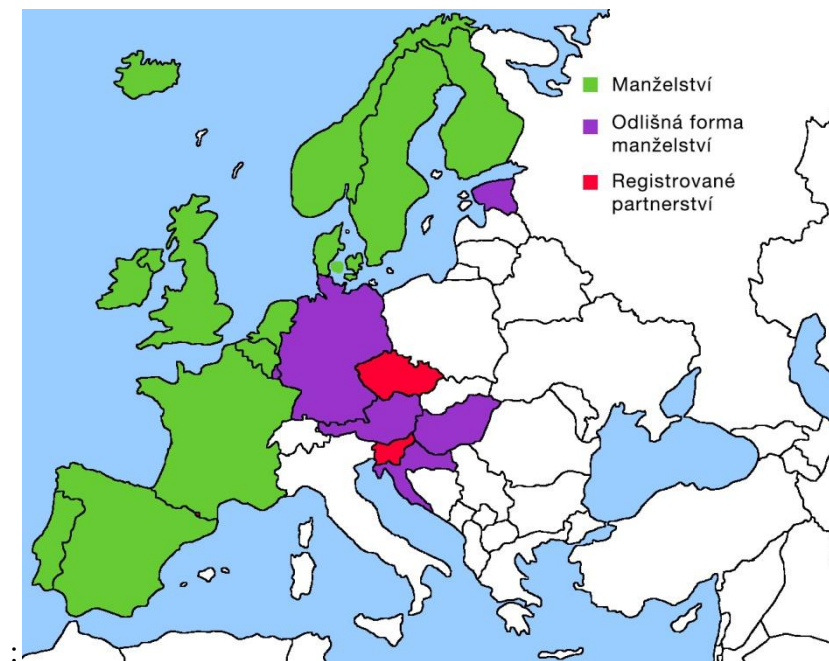 Manželství
Odlišná forma
manželství
Registrované
partnerství
: